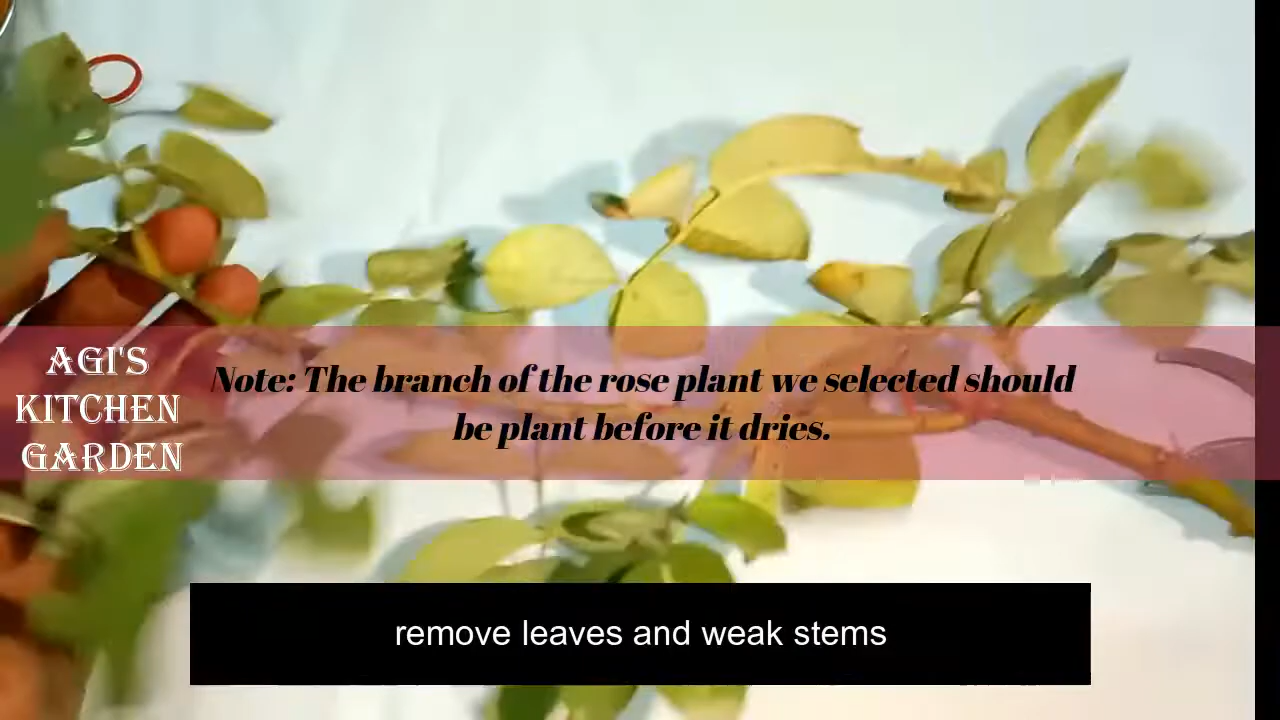 AGI'S
KITCHEN
GARDEN
Note: The branch of the rose plant we selected should
be plant before it dries.
remove leaves and weak stems